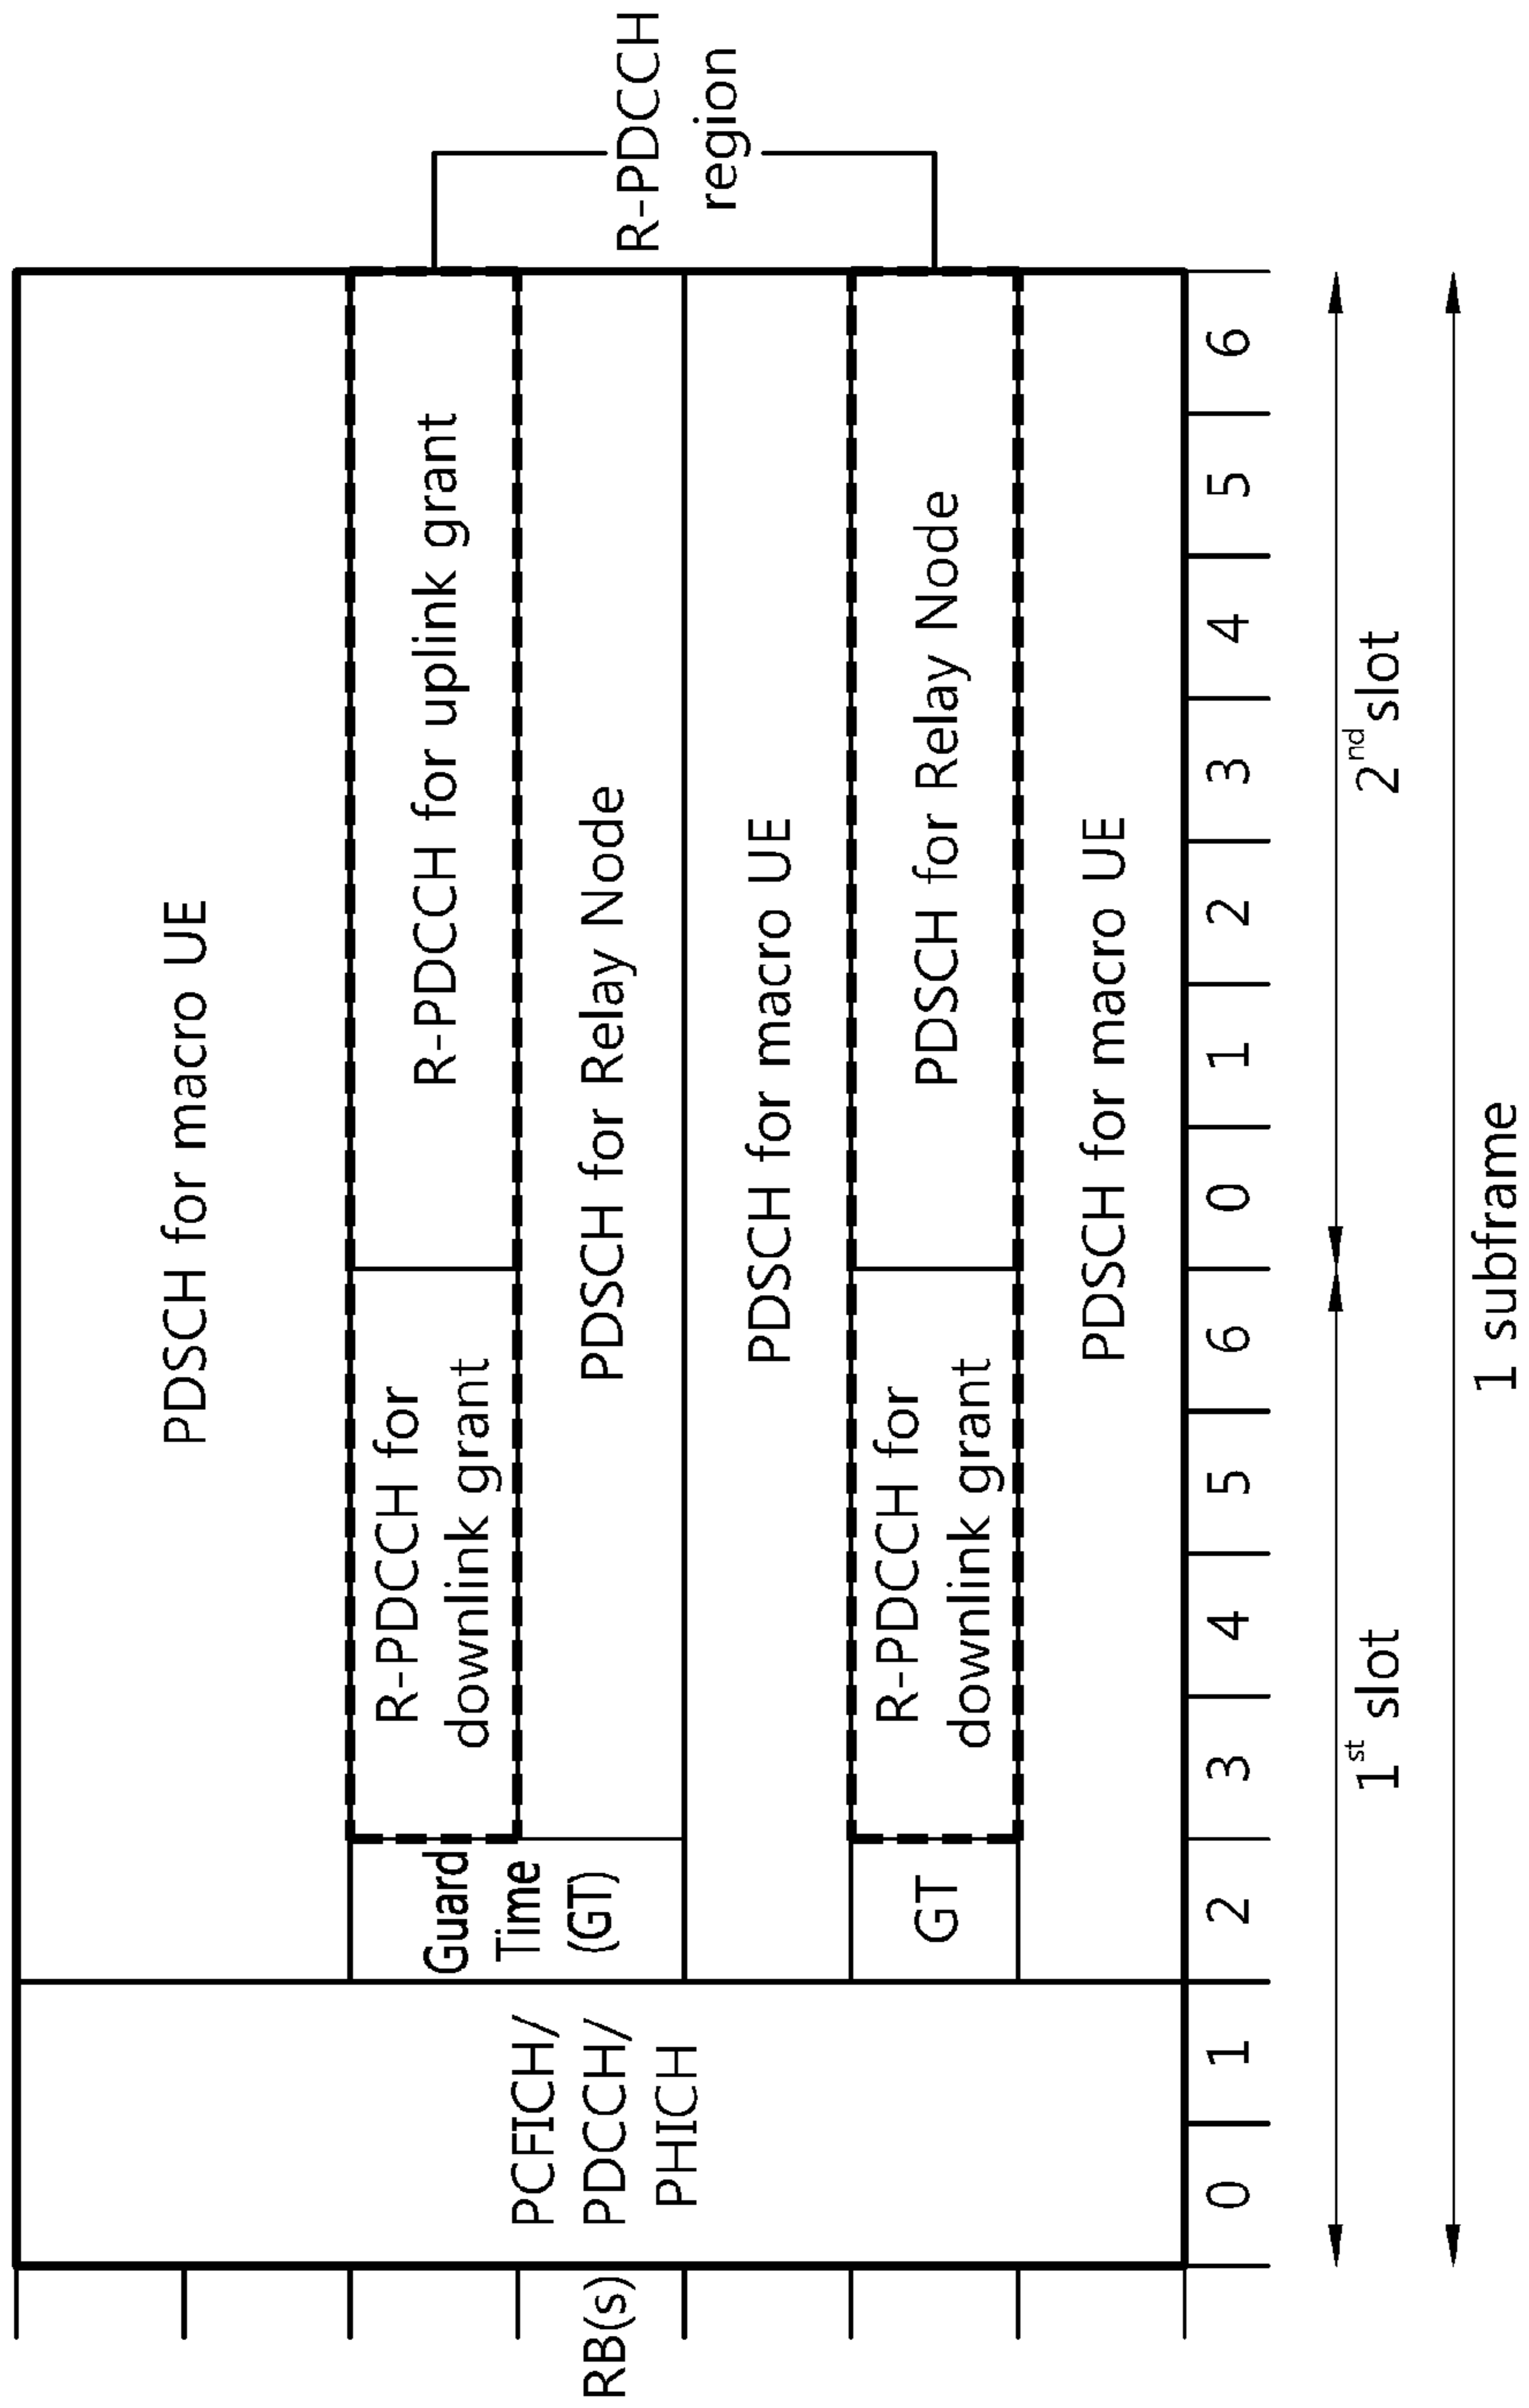 PDSCH for macro UE
Guard
Time
(GT)
R-PDCCH for
downlink grant
R-PDCCH for uplink grant
PDSCH for Relay Node
PCFICH/
PDCCH/
PHICH
RB(s)
R-PDCCH
region
PDSCH for macro UE
GT
R-PDCCH for
downlink grant
PDSCH for Relay Node
PDSCH for macro UE
0 1 2 3 4 5 6 0 1 2 3 4 5 6
1st slot
2nd slot
1 subframe